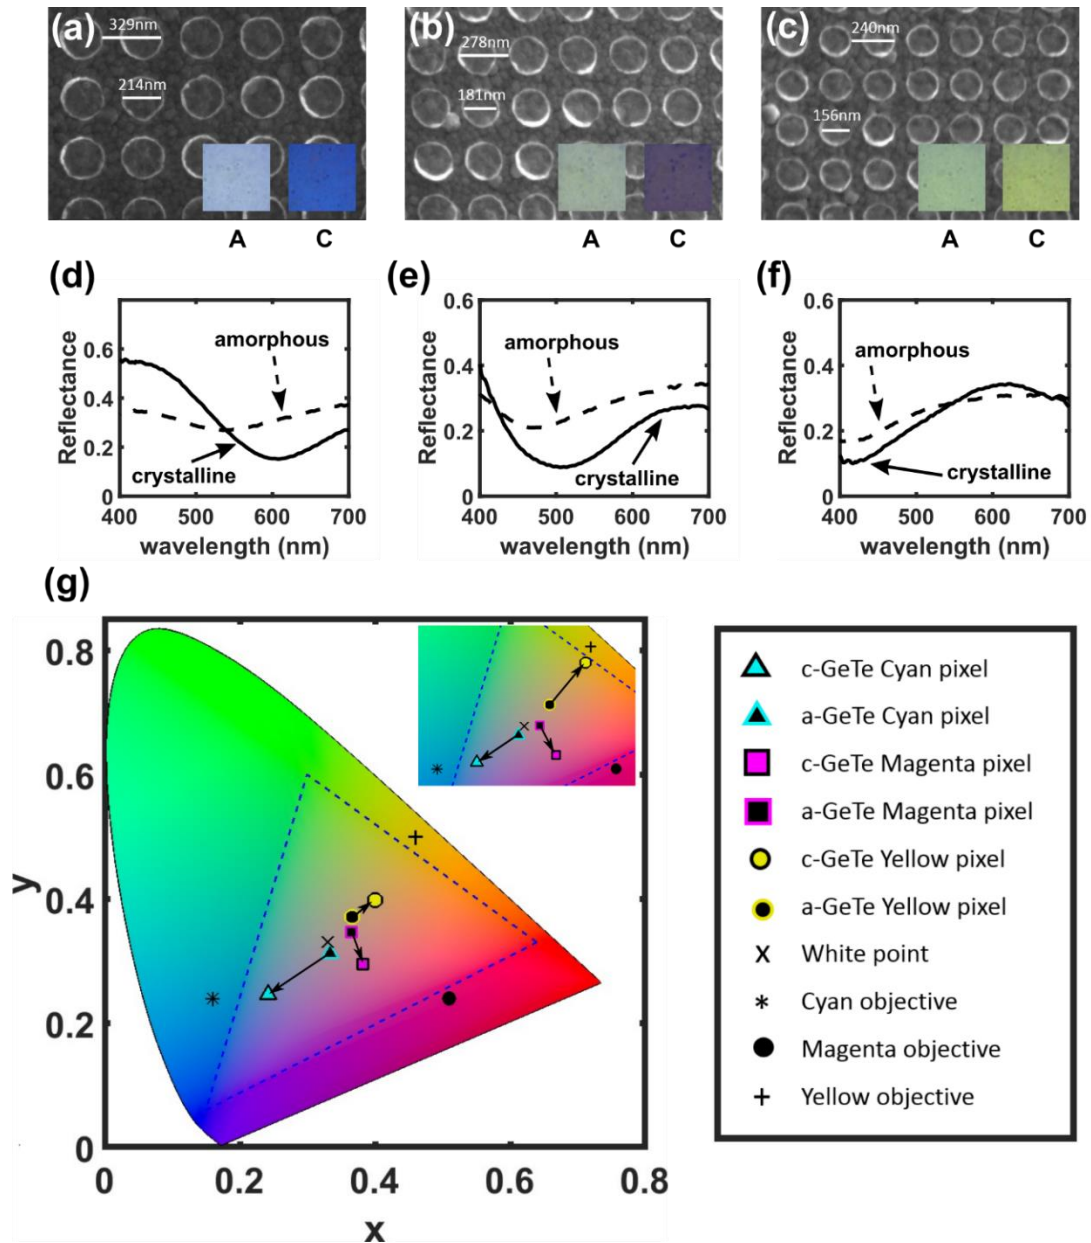 (a)
329nm
214nm
A
C
(b)
278nm
181nm
A
C
(c)
240nm
156nm
A
C
(d)
Reflectance
0.6
0.4
0.2
0
amorphous
crystalline
400
500
600
700
wavelength (nm)
(e)
Reflectance
0.6
0.4
0.2
0
amorphous
crystalline
400
500
600
700
wavelength (nm)
(f)
Reflectance
0.6
0.4
0.2
0
amorphous
crystalline
400
500
600
700
wavelength (nm)
(g)
y
0.8
0.6
0.4
0.2
0
0
0.2
0.4
0.6
0.8
x
c-GeTe Cyan pixel
a-GeTe Cyan pixel
c-GeTe Magenta pixel
a-GeTe Magenta pixel
c-GeTe Yellow pixel
a-GeTe Yellow pixel
White point
Cyan objective
Magenta objective
Yellow objective